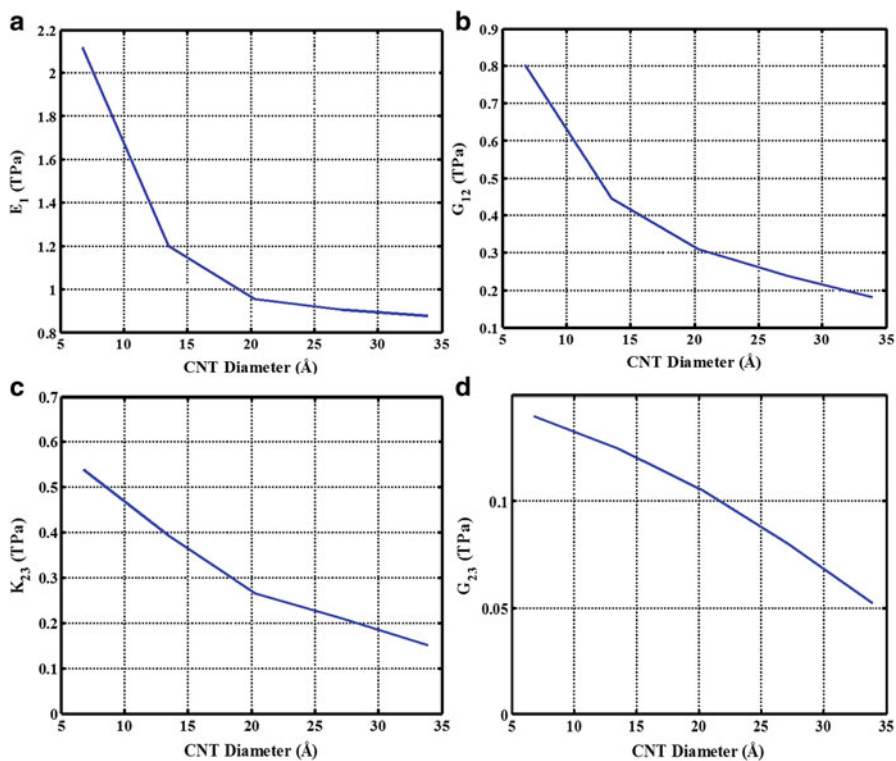 a
2.2
2
1.8
1.6
1.4
1.2
1
0.8
E1 (TPa)
5 10 15 20 25 30 35
CNT Diameter (Å)
b
0.9
0.8
0.7
0.6
0.5
0.4
0.3
0.2
0.1
G12 (TPa)
5 10 15 20 25 30 35
CNT Diameter (Å)
c
0.7
0.6
0.5
0.4
0.3
0.2
0.1
0
K23 (TPa)
5 10 15 20 25 30 35
CNT Diameter (Å)
d
0.1
0.05
0
G23 (TPa)
5 10 15 20 25 30 35
CNT Diameter (Å)